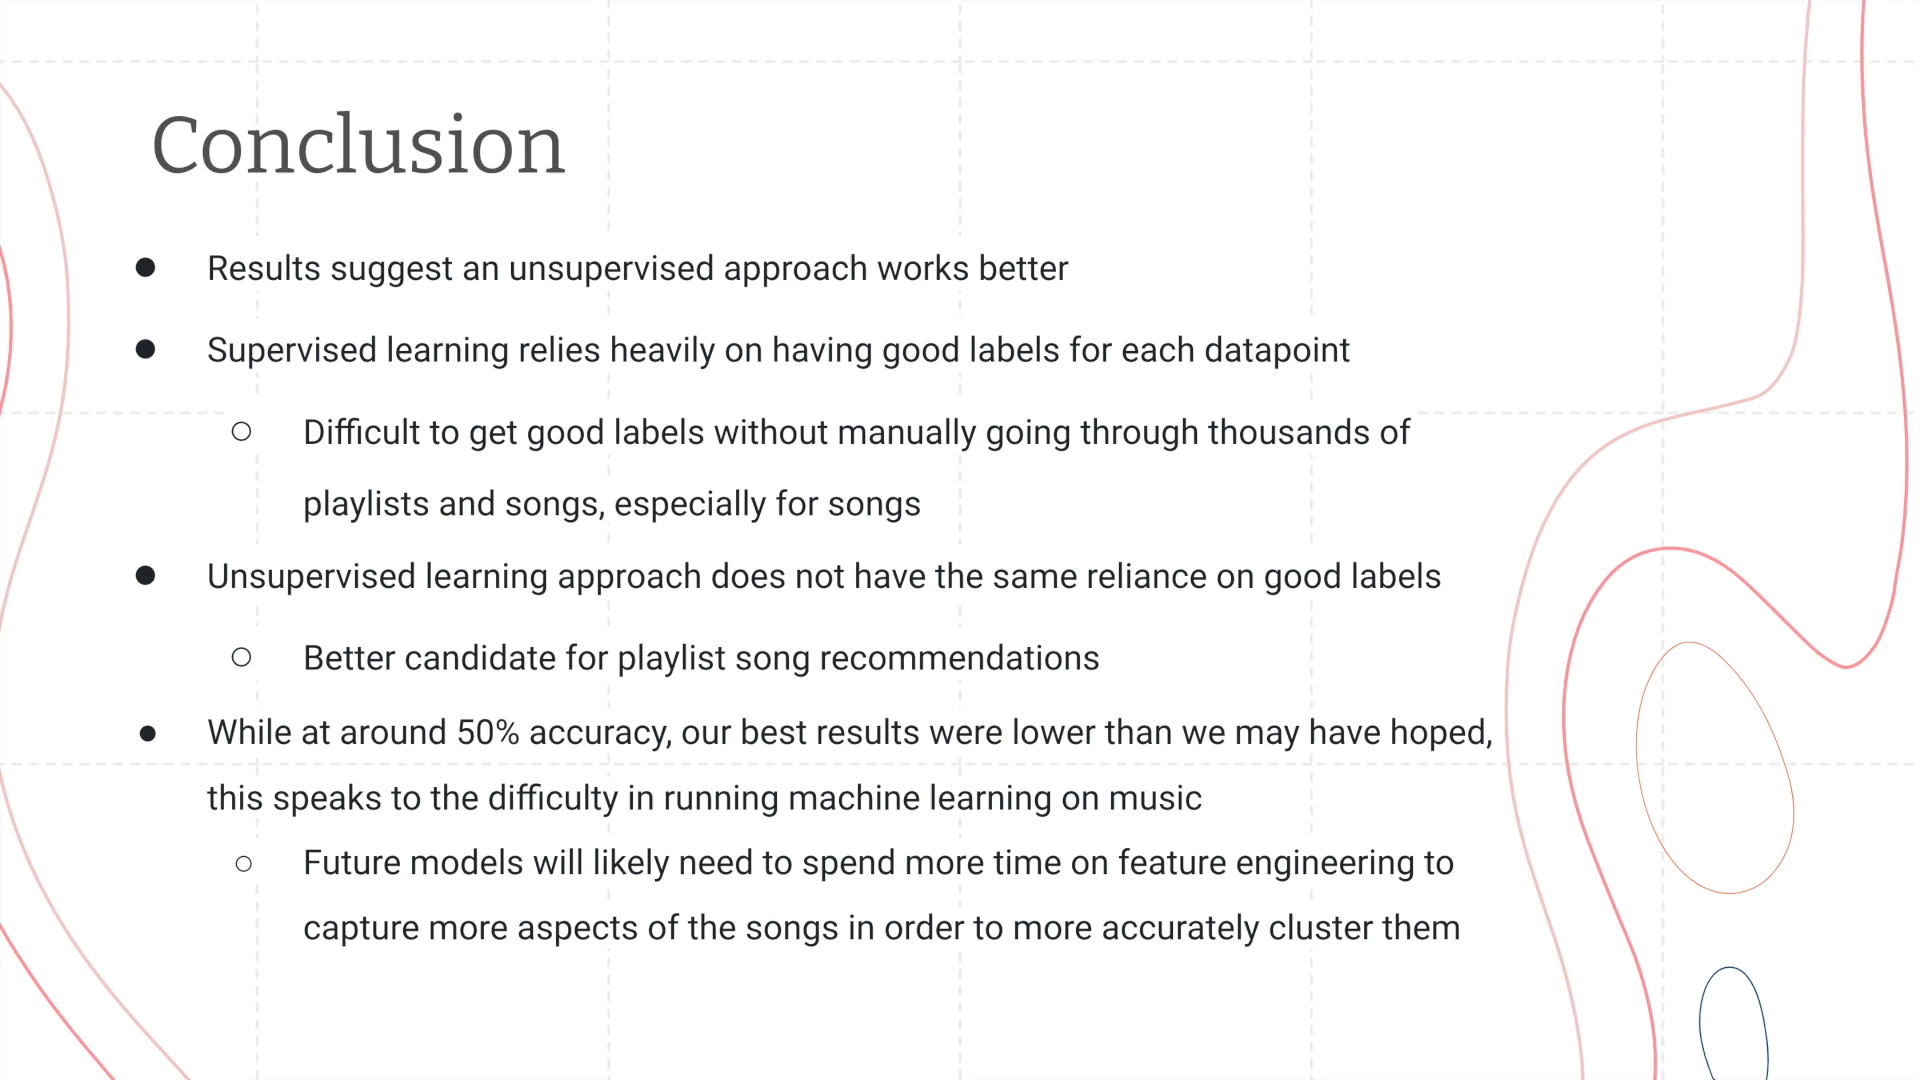 Conclusion
● Results suggest an unsupervised approach works better
● Supervised learning relies heavily on having good labels for each datapoint
○ Difficult to get good labels without manually going through thousands of
playlists and songs, especially for songs
● Unsupervised learning approach does not have the same reliance on good labels
○ Better candidate for playlist song recommendations
● While at around 50% accuracy, our best results were lower than we may have hoped,
this speaks to the difficulty in running machine learning on music
○ Future models will likely need to spend more time on feature engineering to
capture more aspects of the songs in order to more accurately cluster them